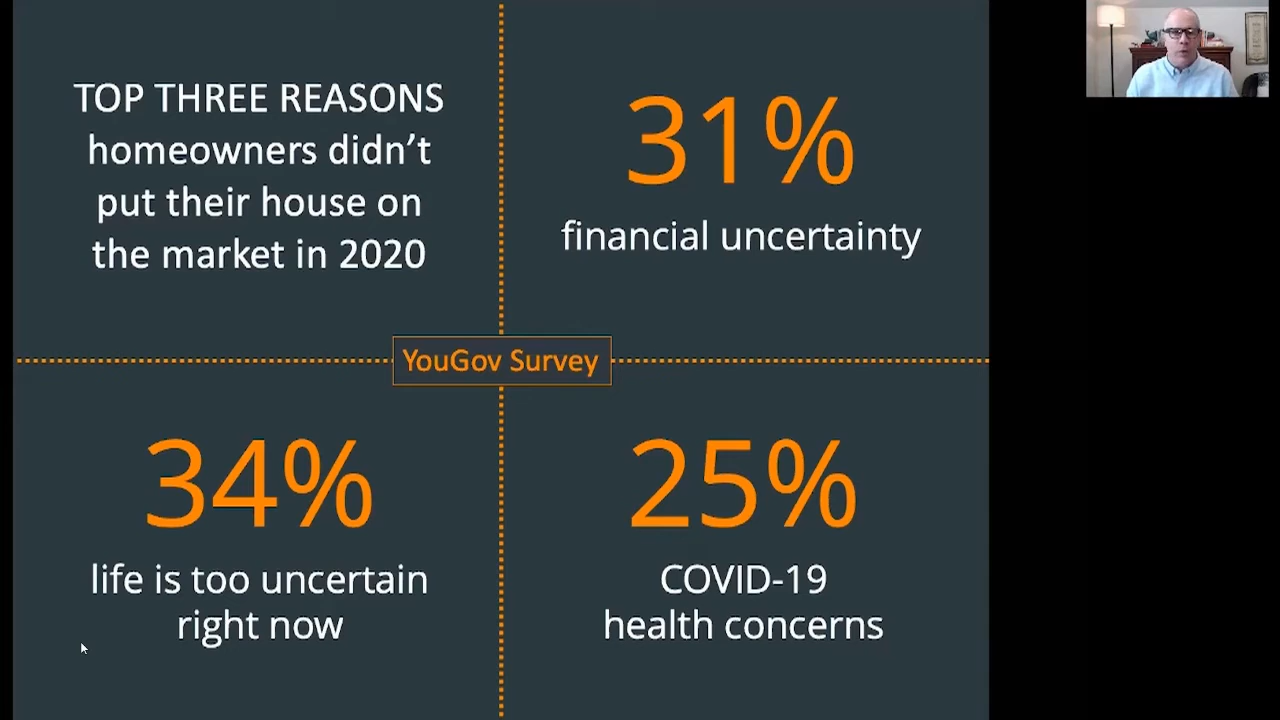 TOP THREE REASONS
homeowners didn’t
put their house on
the market in 2020
31%
financial uncertainty
YouGov Survey
34%
life is too uncertain
right now
25%
COVID-19
health concerns